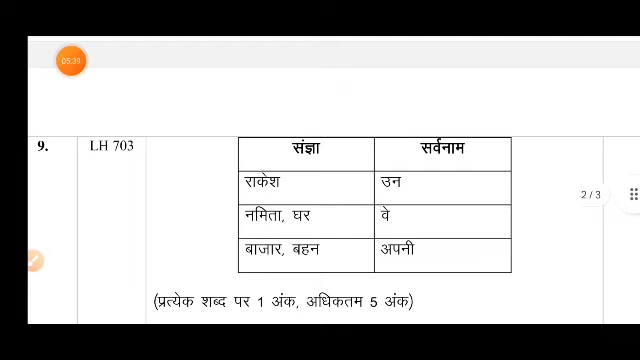 05:39
9. LH 703 संज्ञा सर्वनाम
राकेश उन
2 / 3
नमिता, घर वे
बाजार, बहन अपनी
(प्रत्येक शब्द पर 1 अंक, अधिकतम 5 अंक)